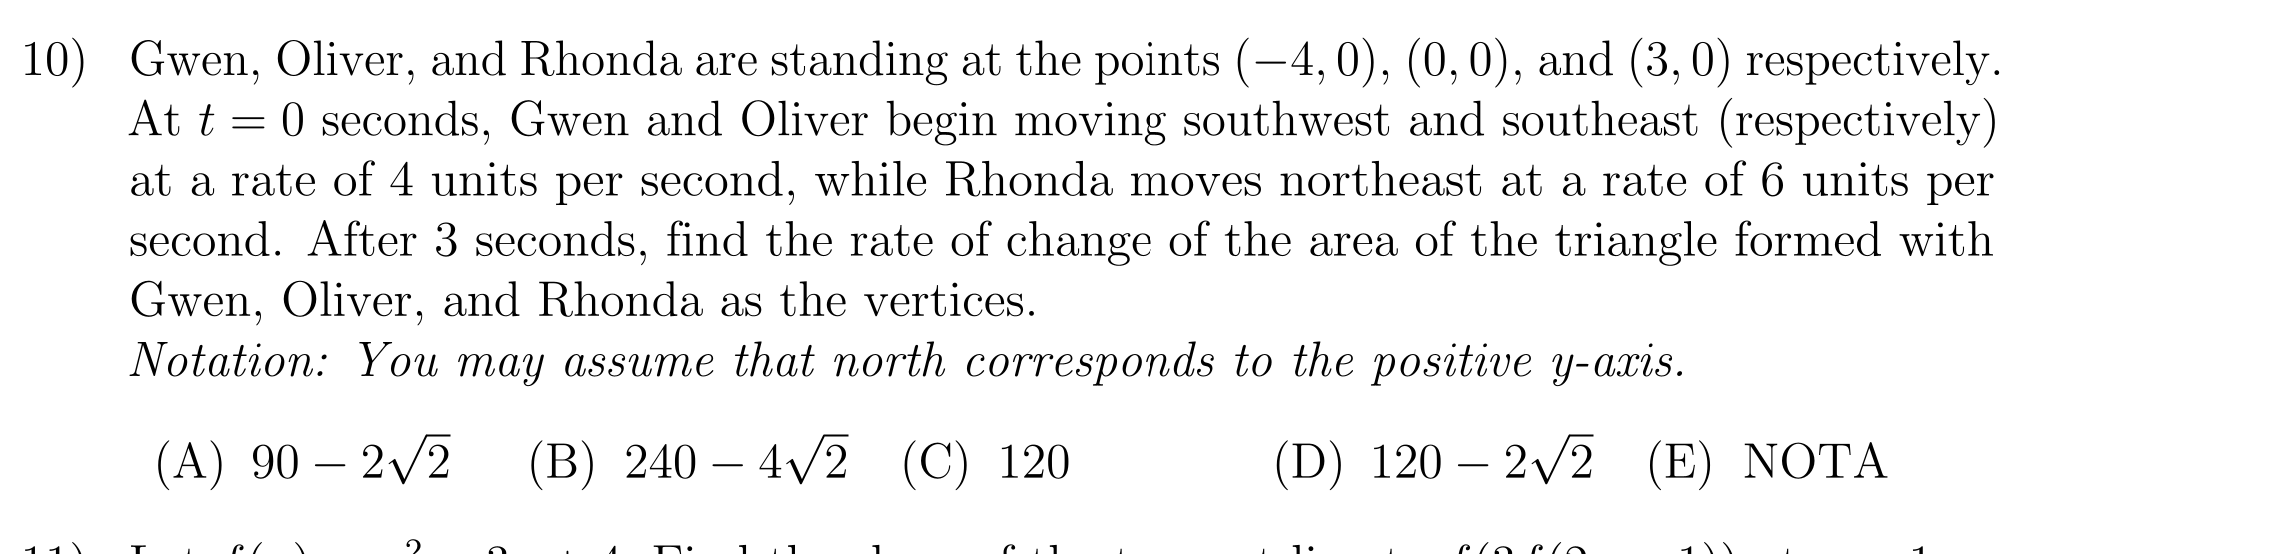 10) Gwen, Oliver, and Rhonda are standing at the points (−4, 0), (0, 0), and (3, 0) respectively.
At t = 0 seconds, Gwen and Oliver begin moving southwest and southeast (respectively)
at a rate of 4 units per second, while Rhonda moves northeast at a rate of 6 units per
second. After 3 seconds, find the rate of change of the area of the triangle formed with
Gwen, Oliver, and Rhonda as the vertices.
Notation: You may assume that north corresponds to the positive y-axis.
(A) 90 − 2√2 (B) 240 − 4√2 (C) 120 (D) 120 − 2√2 (E) NOTA